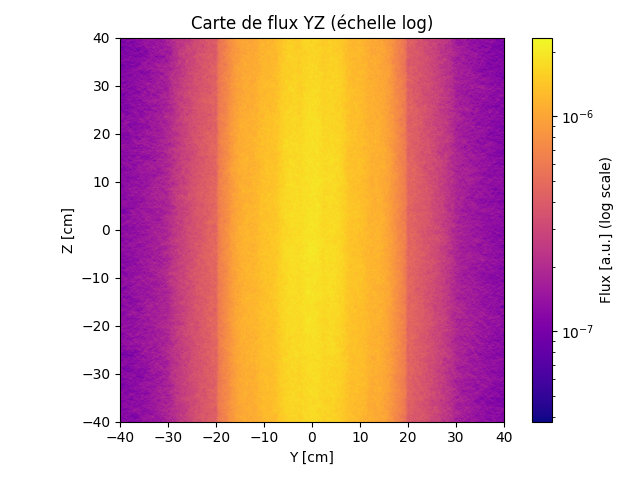 Carte de flux YZ (échelle log)
40
30
20
10
0
−10
−20
−30
−40
Z [cm]
−40 −30 −20 −10 0 10 20 30 40
Y [cm]
10⁻⁶
10⁻⁷
Flux [a.u.] (log scale)